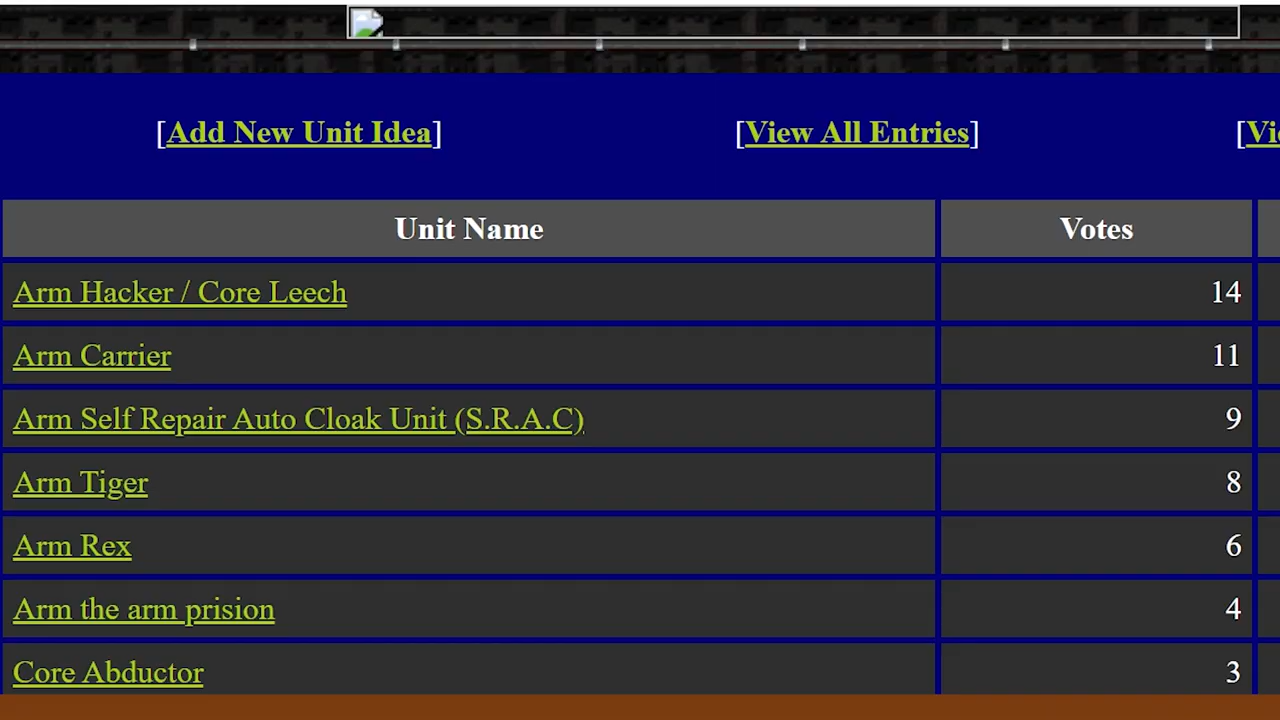 [Add New Unit Idea] [View All Entries] [Vi
Unit Name Votes
Arm Hacker / Core Leech 14
Arm Carrier 11
Arm Self Repair Auto Cloak Unit (S.R.A.C) 9
Arm Tiger 8
Arm Rex 6
Arm the arm prision 4
Core Abductor 3